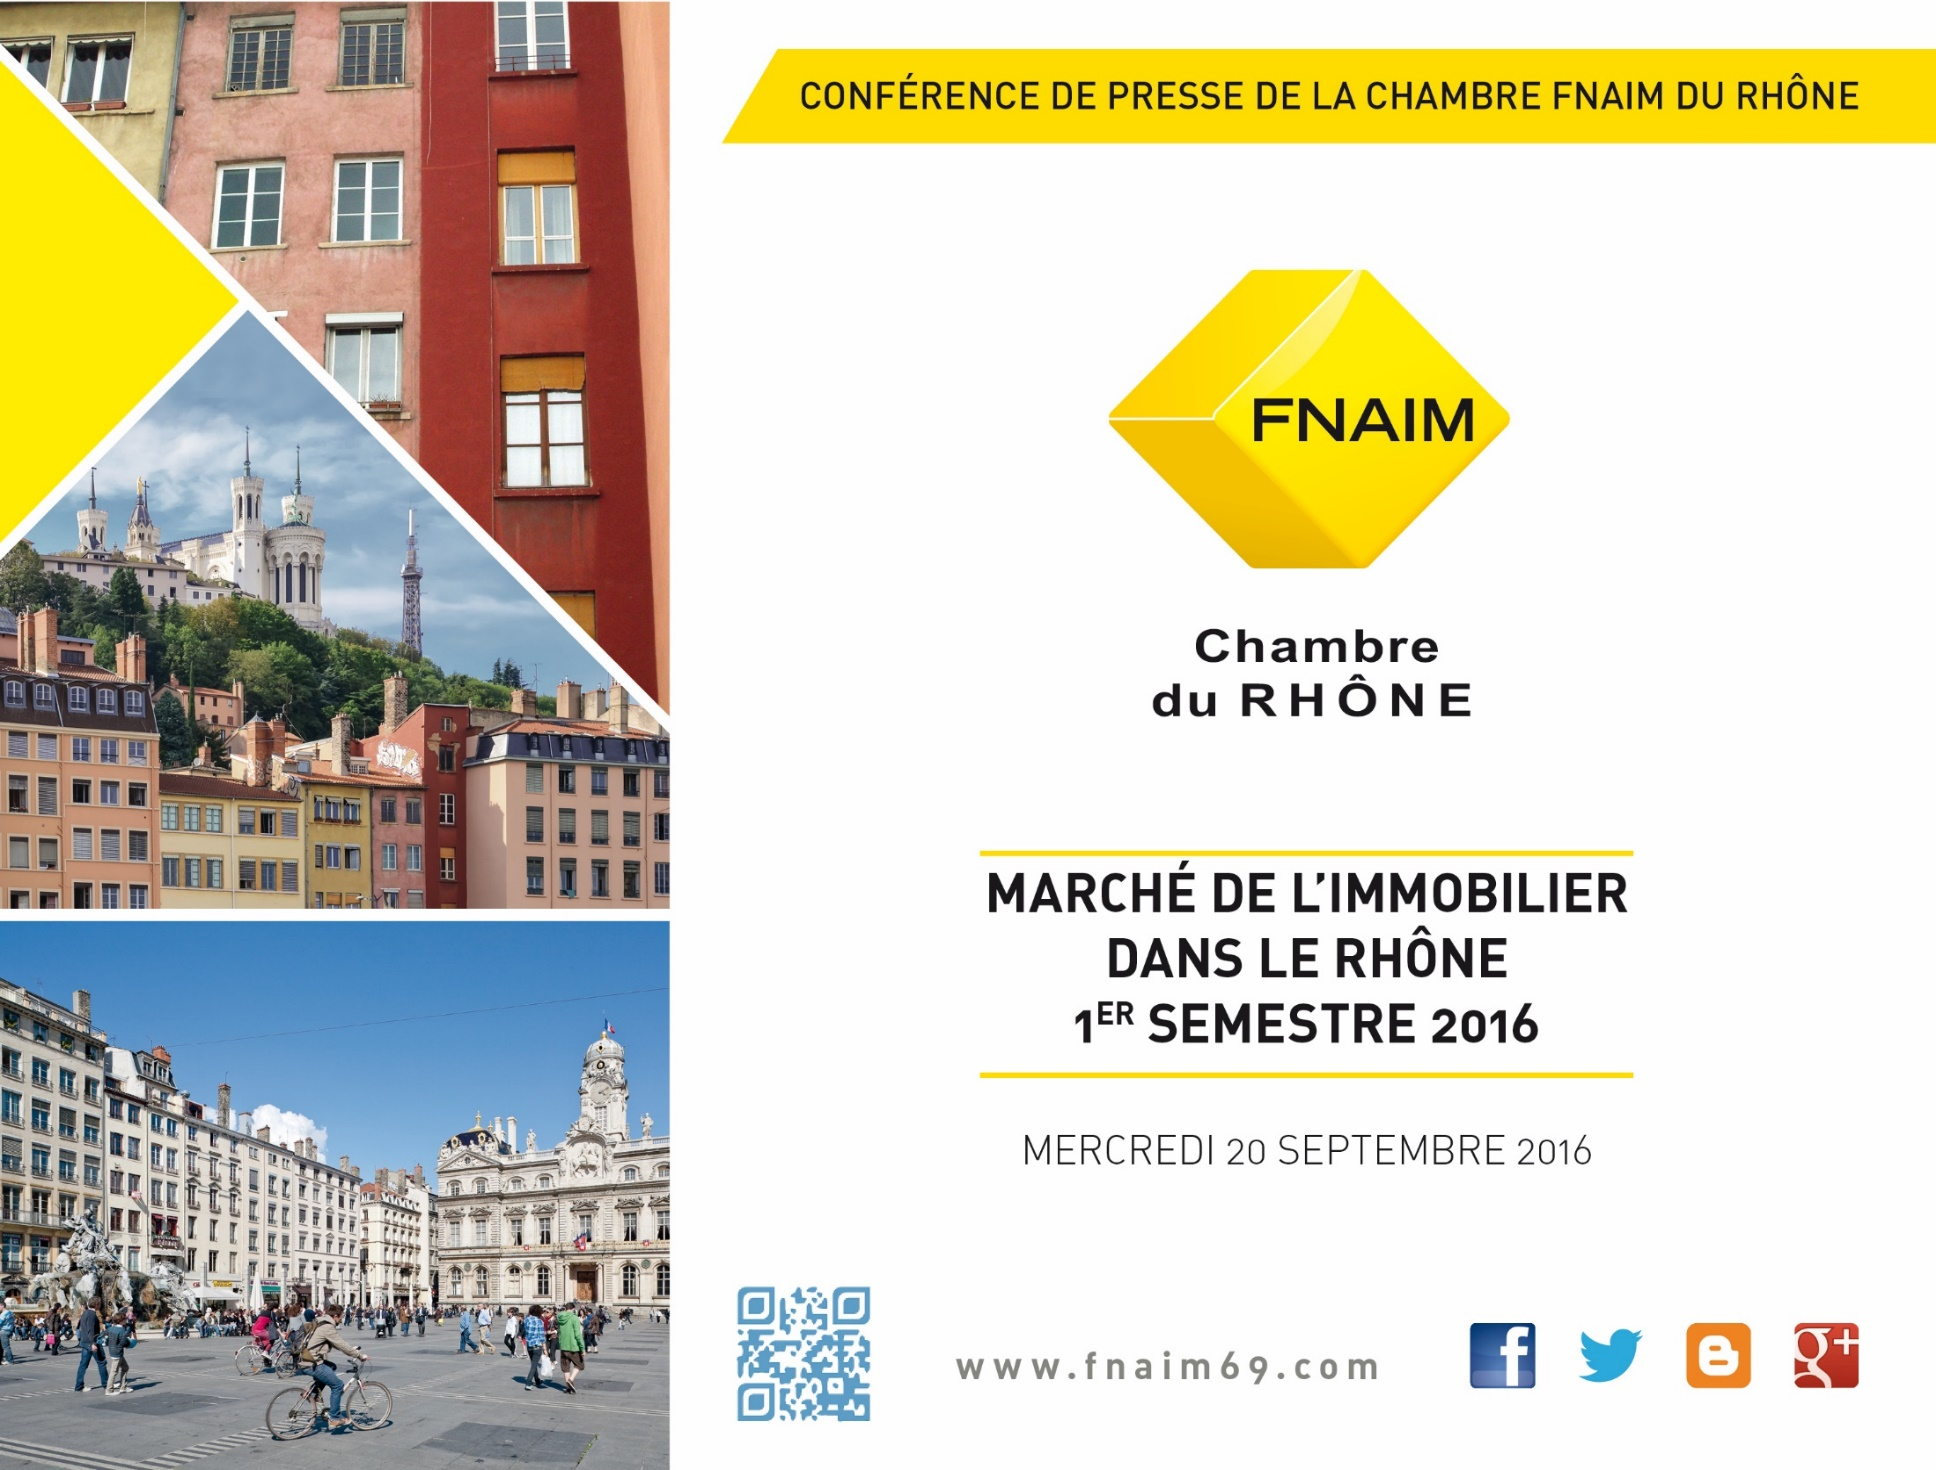 CONFÉRENCE DE PRESSE DE LA CHAMBRE FNAIM DU RHÔNE
FNAIM
Chambre
du RHÔNE
MARCHÉ DE L'IMMOBILIER
DANS LE RHÔNE
1ER SEMESTRE 2016
MERCREDI 20 SEPTEMBRE 2016
www.fnaim69.com
f
B
g+